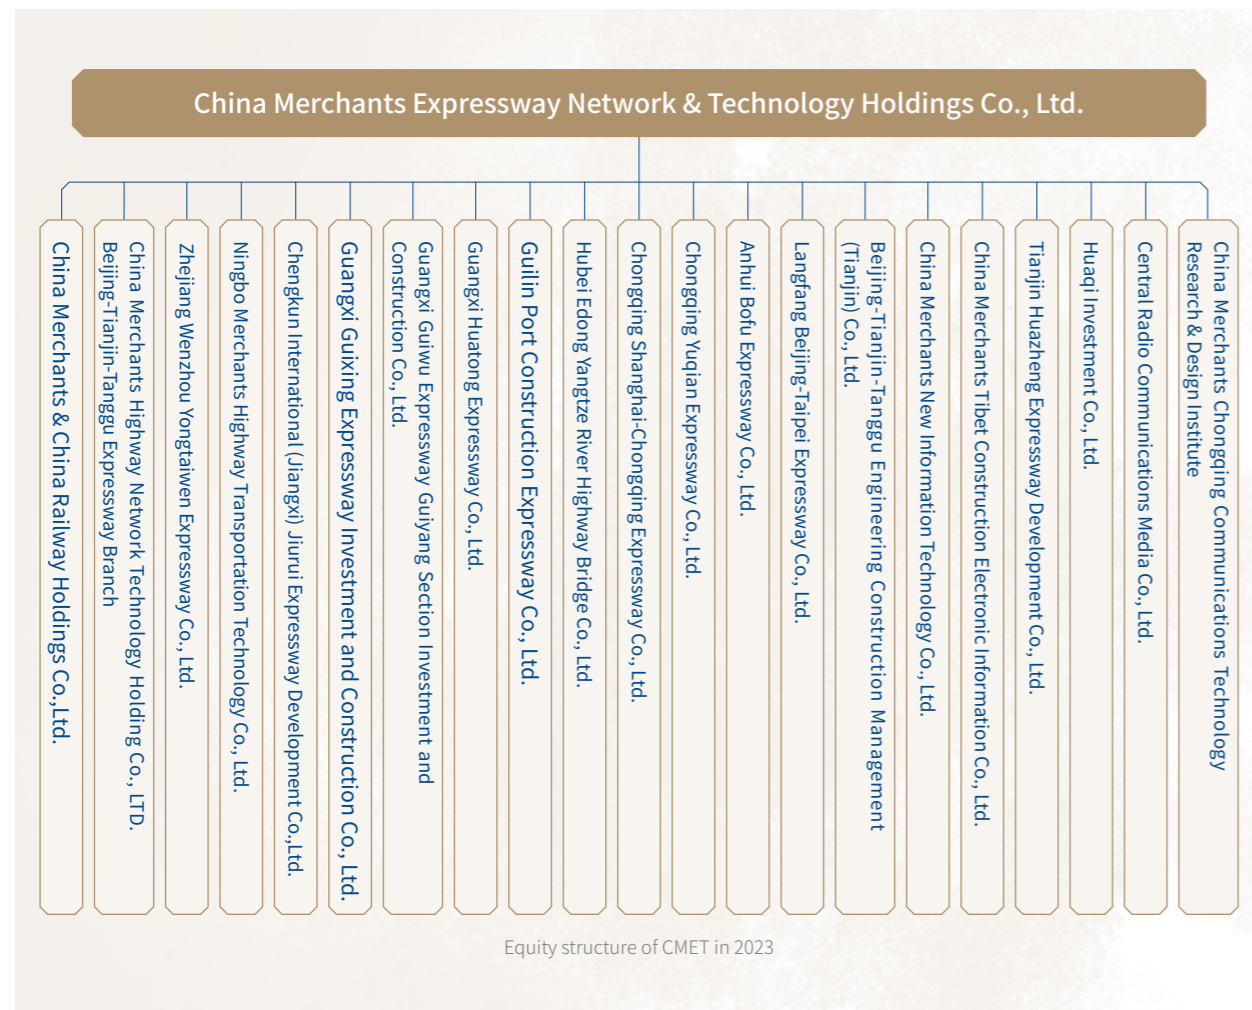 China Merchants Expressway Network & Technology Holdings Co., Ltd.
China Merchants & China Railway Holdings Co.,Ltd.
China Merchants Highway Network Technology Holding Co., LTD.
Beijing-Tianjin-Tanggu Expressway Branch
Zhejiang Wenzhou Yongtaiwen Expressway Co., Ltd.
Ningbo Merchants Highway Transportation Technology Co., Ltd.
Chengkun International (Jiangxi) Jiurui Expressway Development Co.,Ltd.
Guangxi Guixing Expressway Investment and Construction Co., Ltd.
Guangxi Guiwu Expressway Guiyang Section Investment and
Construction Co., Ltd.
Guangxi Huatong Expressway Co., Ltd.
Guilin Port Construction Expressway Co., Ltd.
Hubei Edong Yangtze River Highway Bridge Co., Ltd.
Chongqing Shanghai-Chongqing Expressway Co., Ltd.
Chongqing Yuqian Expressway Co., Ltd.
Anhui Bofu Expressway Co., Ltd.
Langfang Beijing-Taipei Expressway Co., Ltd.
Beijing-Tianjin-Tanggu Engineering Construction Management
(Tianjin) Co., Ltd.
China Merchants New Information Technology Co., Ltd.
China Merchants Tibet Construction Electronic Information Co., Ltd.
Tianjin Huazheng Expressway Development Co., Ltd.
Huaqi Investment Co., Ltd.
Central Radio Communications Media Co., Ltd.
China Merchants Chongqing Communications Technology
Research & Design Institute
Equity structure of CMET in 2023